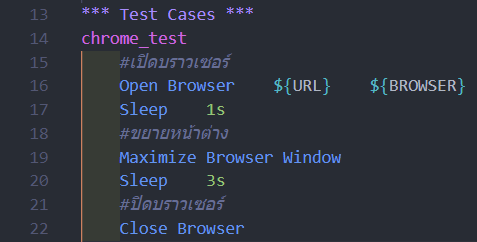 13 *** Test Cases ***
14 chrome_test
15 #เปิดบราวเซอร์
16 Open Browser ${URL} ${BROWSER}
17 Sleep 1s
18 #ขยายหน้าต่าง
19 Maximize Browser Window
20 Sleep 3s
21 #ปิดบราวเซอร์
22 Close Browser